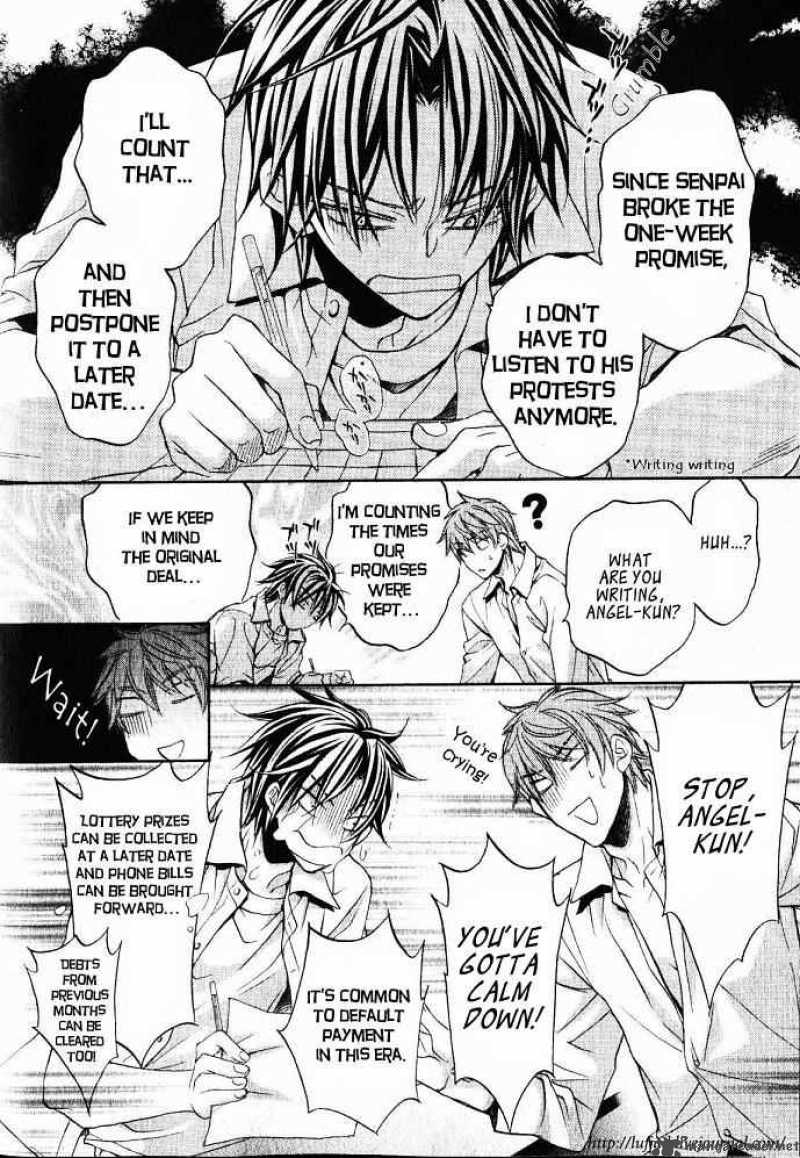 Grumble
SINCE SENPAI
BROKE THE
ONE-WEEK
PROMISE,
I DON'T
HAVE TO
LISTEN TO HIS
PROTESTS
ANYMORE.
I'LL
COUNT
THAT...
AND
THEN
POSTPONE
IT TO A
LATER
DATE...
*Writing writing
HUH...?
WHAT
ARE YOU
WRITING,
ANGEL-KUN?
?
I'M COUNTING
THE TIMES
OUR
PROMISES
WERE
KEPT...
IF WE KEEP
IN MIND
THE ORIGINAL
DEAL...
Wait!
STOP,
ANGEL-
KUN!
You're
Crying!
YOU'VE
GOTTA
CALM
DOWN!
LOTTERY PRIZES
CAN BE COLLECTED
AT A LATER DATE
AND PHONE BILLS
CAN BE BROUGHT
FORWARD...
IT'S COMMON
TO DEFAULT
PAYMENT
IN THIS ERA.
DEBTS
FROM
PREVIOUS
MONTHS
CAN BE
CLEARED
TOO!